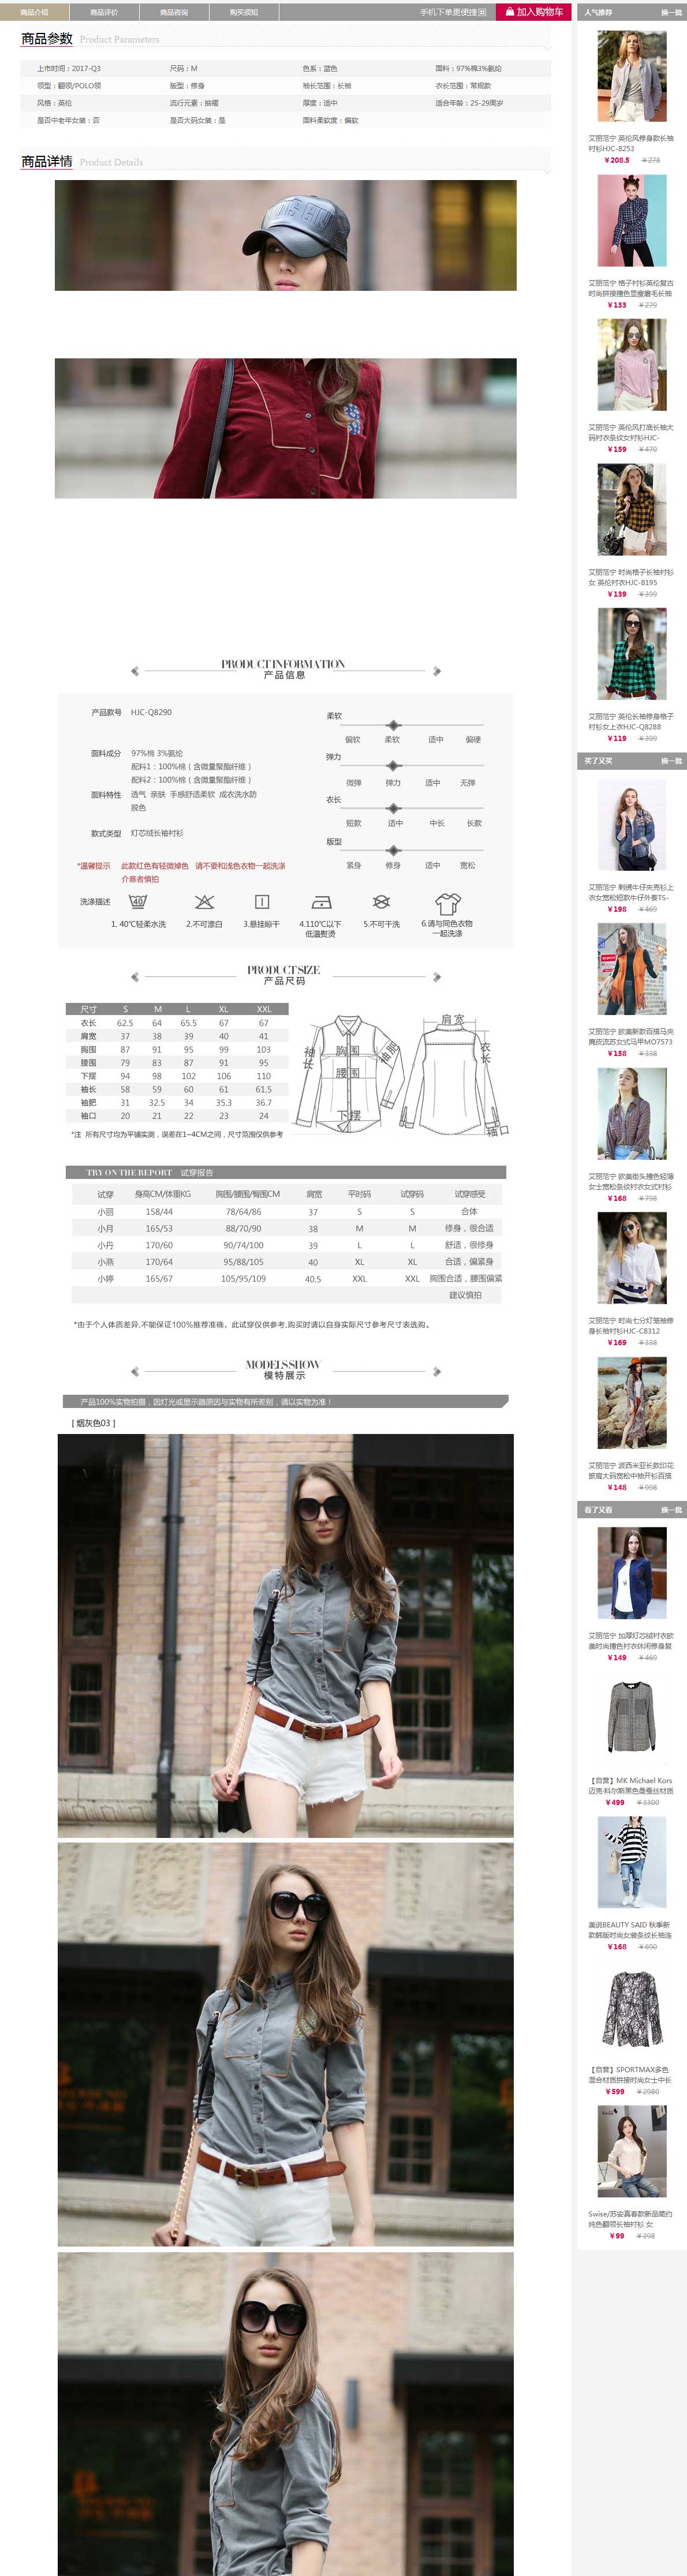 商品介绍 商品评价 商品咨询 购买须知 手机下单更便捷 加入购物车
商品参数 Product Parameters
上市时间：2017-Q3 尺码：M 色系：蓝色 面料：97%棉3%氨纶
领型：翻领/POLO领 版型：修身 袖长范围：长袖 衣长范围：常规款
风格：英伦 流行元素：抽褶 厚度：适中 适合年龄：25-29周岁
是否中老年女装：否 是否大码女装：是 面料柔软度：偏软
商品详情 Product Details
PRODUCT INFORMATION
产品信息
产品款号 HJC-Q8290
面料成分 97%棉 3%氨纶
配料1：100%棉（含微量聚酯纤维）
配料2：100%棉（含微量聚酯纤维）
面料特性 透气 亲肤 手感舒适柔软 成衣洗水防
脱色
款式类型 灯芯绒长袖衬衫
*温馨提示 此款红色有轻微掉色 请不要和浅色衣物一起洗涤
介意者慎拍
柔软
偏软 柔软 适中 偏硬
弹力
微弹 弹力 适中 无弹
衣长
短款 适中 中长 长款
版型
紧身 修身 适中 宽松
洗涤描述 40
1. 40℃轻柔水洗 2.不可漂白 3.悬挂晾干 4.110℃以下 5.不可干洗 6.请与同色衣物
低温熨烫 一起洗涤
PRODUCT SIZE
产品尺码
尺寸 S M L XL XXL
衣长 62.5 64 65.5 67 67
肩宽 37 38 39 40 41
胸围 87 91 95 99 103
腰围 79 83 87 91 95
下摆 94 98 102 106 110
袖长 58 59 60 61 61.5
袖肥 31 32.5 34 35.3 36.7
袖口 20 21 22 23 24
*注 所有尺寸均为平铺实测，误差在1~4CM之间，尺寸范围仅供参考
袖长 胸围 袖肥 腰围 下摆
肩宽 衣长 袖口
TRY ON THE REPORT 试穿报告
试穿 身高CM/体重KG 胸围/腰围/臀围CM 肩宽 平时码 试穿码 试穿感受
小丽 158/44 78/64/86 37 S S 合体
小月 165/53 88/70/90 38 M M 修身，很合适
小丹 170/60 90/74/100 39 L L 舒适，很修身
小燕 170/64 95/88/105 40 XL XL 合适，偏紧身
小婷 165/67 105/95/109 40.5 XXL XXL 胸围合适，腰围偏紧
建议慎拍
*由于个人体质差异,不能保证100%推荐准确，此试穿仅供参考,购买时请以自身实际尺寸参考尺寸表选购。
MODELS SHOW
模特展示
产品100%实物拍摄，因灯光或显示器原因与实物有所差别，请以实物为准！
[ 烟灰色03 ]
人气推荐 换一批
艾丽范宁 英伦风修身款长袖
衬衫HJC-8253
￥208.5 ￥278
艾丽范宁 格子衬衫英伦复古
时尚拼接撞色显瘦磨毛长袖
￥133 ￥279
艾丽范宁 英伦风打底长袖大
码衬衣条纹女衬衫HJC-
￥159 ￥470
艾丽范宁 时尚格子长袖衬衫
女 英伦衬衣HJC-8195
￥139 ￥399
艾丽范宁 英伦长袖修身格子
衬衫女上衣HJC-Q8288
￥119 ￥399
买了又买 换一批
艾丽范宁 刺绣牛仔夹克衫上
衣女宽松短款牛仔外套TS-
￥198 ￥469
艾丽范宁 欧美新款百搭马夹
麂皮流苏女式马甲MO7573
￥158 ￥338
艾丽范宁 欧美街头撞色轻薄
女士宽松条纹衬衣女式衬衫
￥168 ￥798
艾丽范宁 时尚七分灯笼袖修
身长袖衬衫HJC-C8312
￥169 ￥338
艾丽范宁 波西米亚长款印花
披肩大码宽松中袖开衫百搭
￥148 ￥998
看了又看 换一批
艾丽范宁 加厚灯芯绒衬衣欧
美时尚撞色衬衣休闲修身复
￥149 ￥469
【自营】MK Michael Kors
迈克·科尔斯黑色桑蚕丝材质
￥499 ￥3300
美说BEAUTY SAID 秋季新
款韩版时尚女装条纹长袖连
￥168 ￥690
【自营】SPORTMAX多色
混合材质拼接时尚女士中长
￥599 ￥2980
Swise/苏姿真春款新品简约
纯色翻领长袖衬衫 女
￥99 ￥398